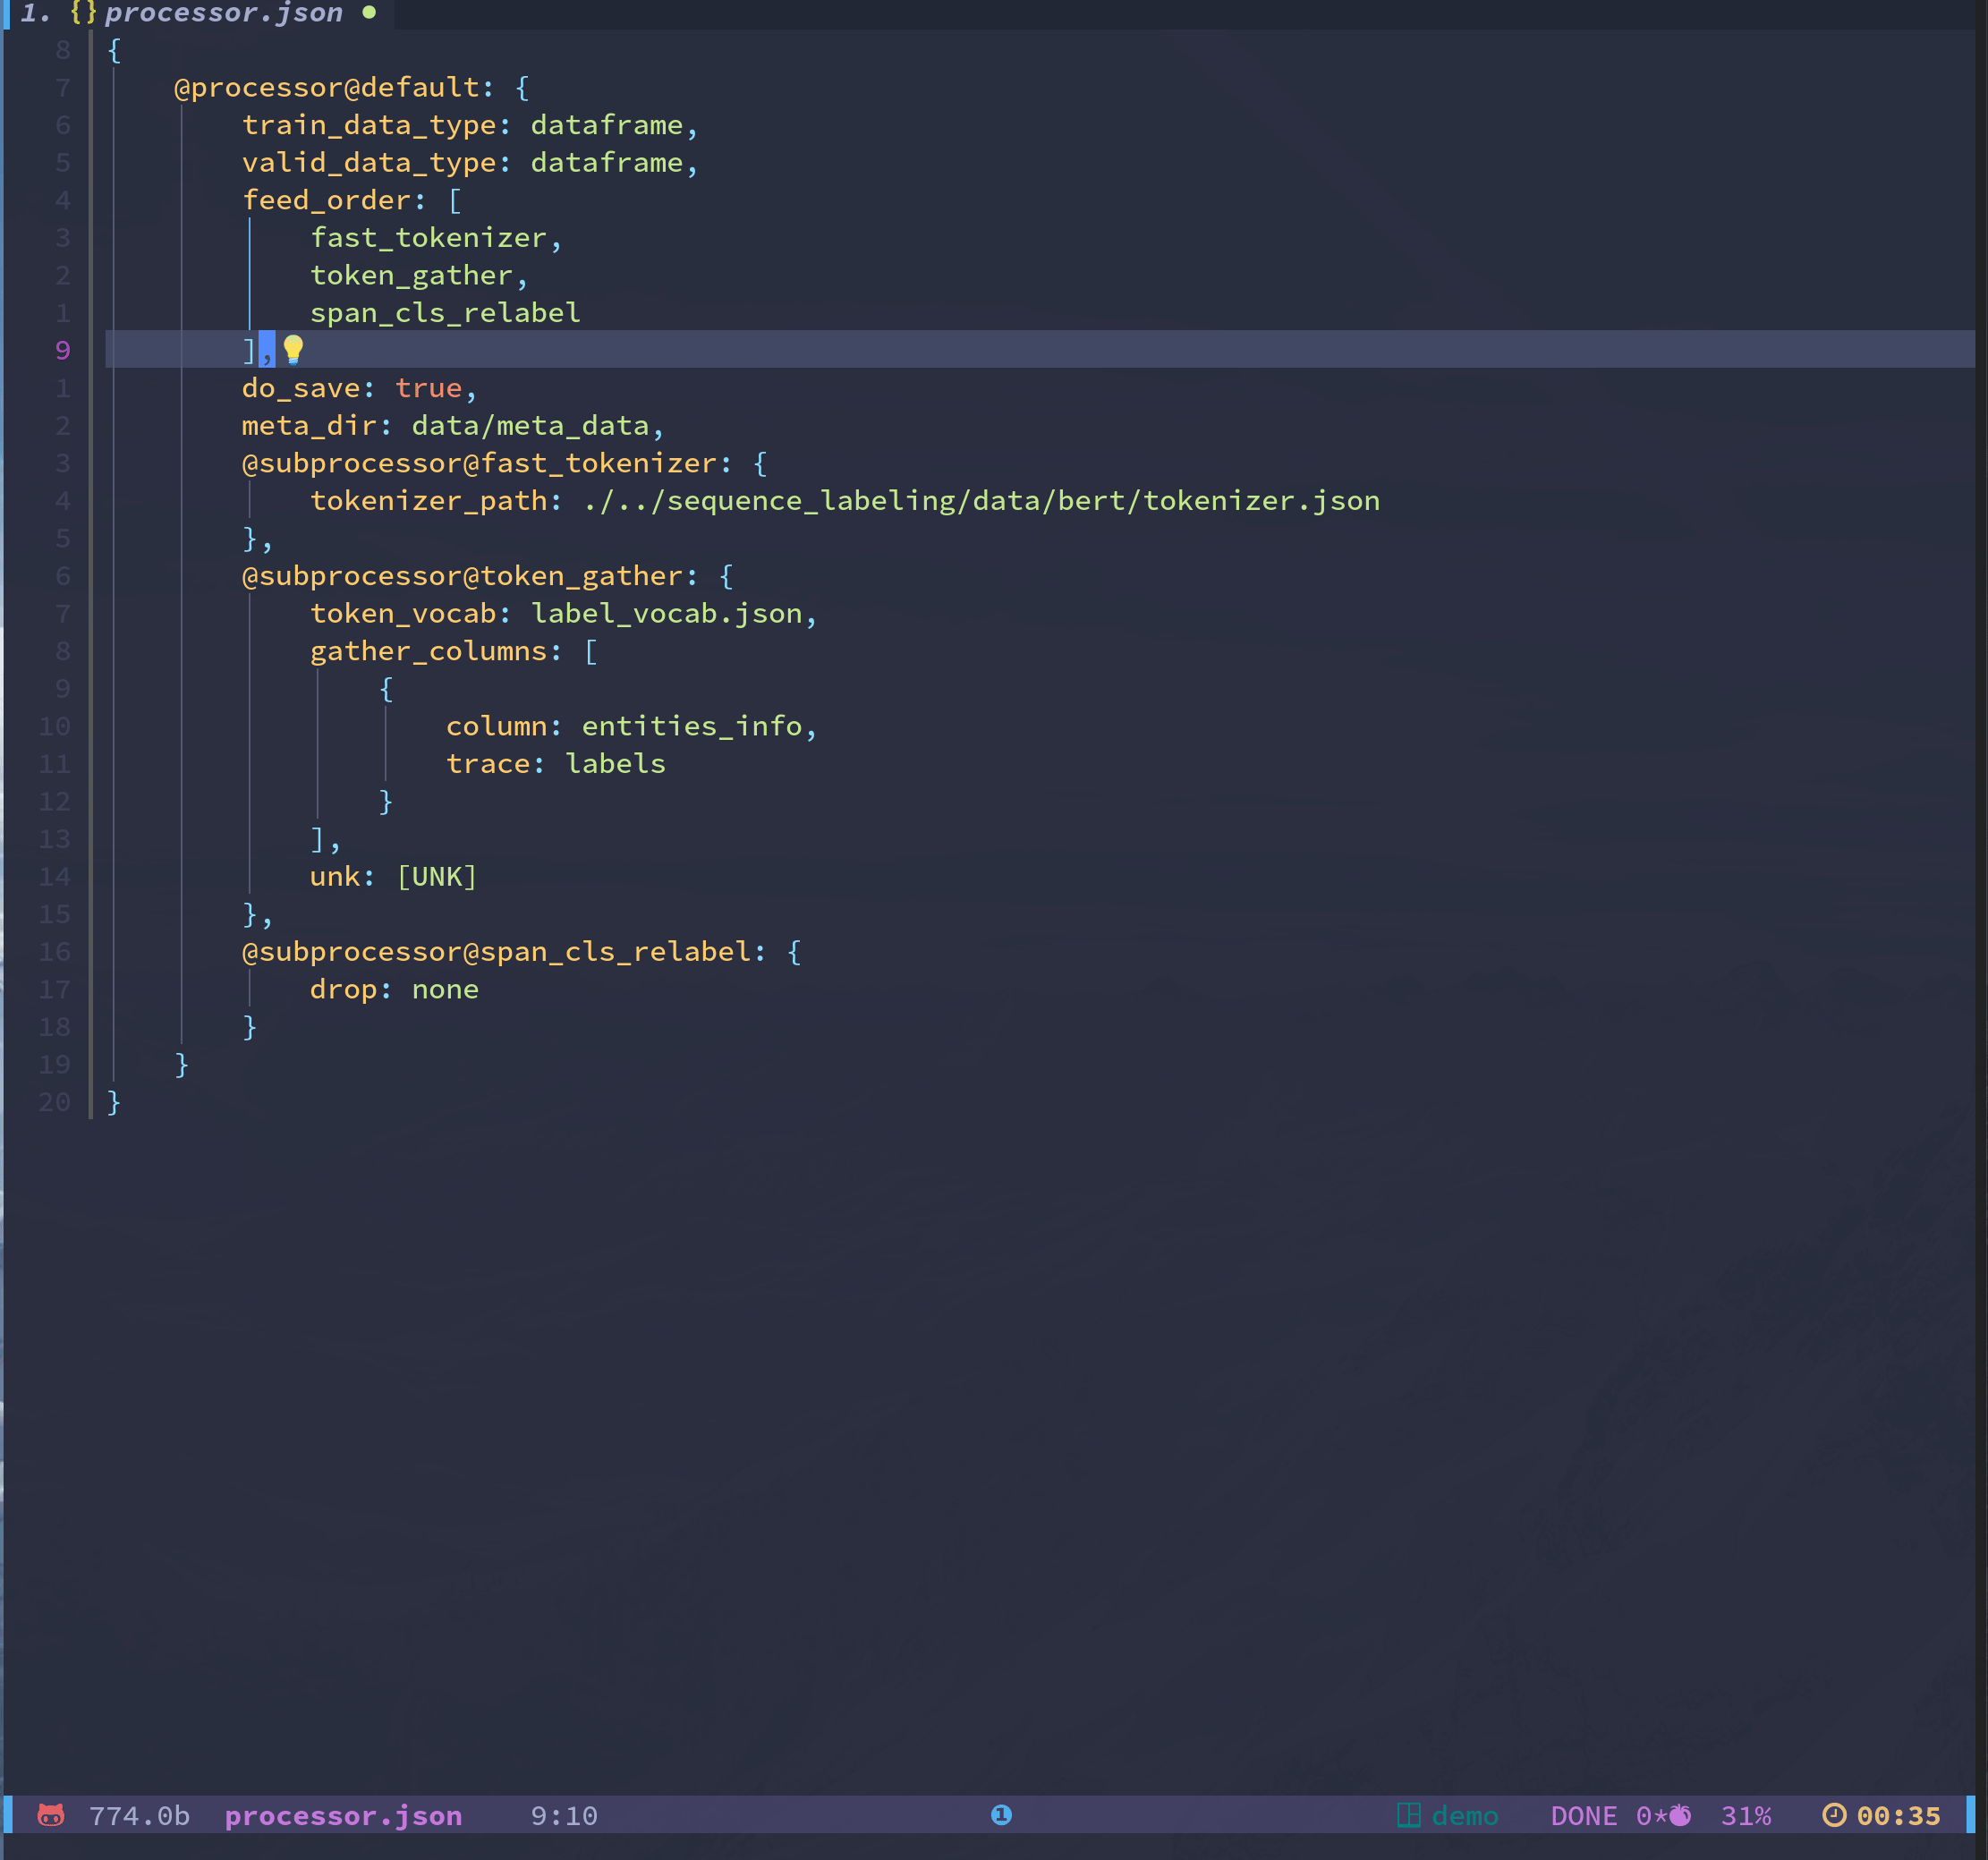 1. {} processor.json ●
8 {
7     @processor@default: {
6         train_data_type: dataframe,
5         valid_data_type: dataframe,
4         feed_order: [
3             fast_tokenizer,
2             token_gather,
1             span_cls_relabel
9         ],
1         do_save: true,
2         meta_dir: data/meta_data,
3         @subprocessor@fast_tokenizer: {
4             tokenizer_path: ./../sequence_labeling/data/bert/tokenizer.json
5         },
6         @subprocessor@token_gather: {
7             token_vocab: label_vocab.json,
8             gather_columns: [
9                 {
10                     column: entities_info,
11                     trace: labels
12                 }
13             ],
14             unk: [UNK]
15         },
16         @subprocessor@span_cls_relabel: {
17             drop: none
18         }
19     }
20 }
774.0b processor.json 9:10 1 demo DONE 0* 31% 00:35